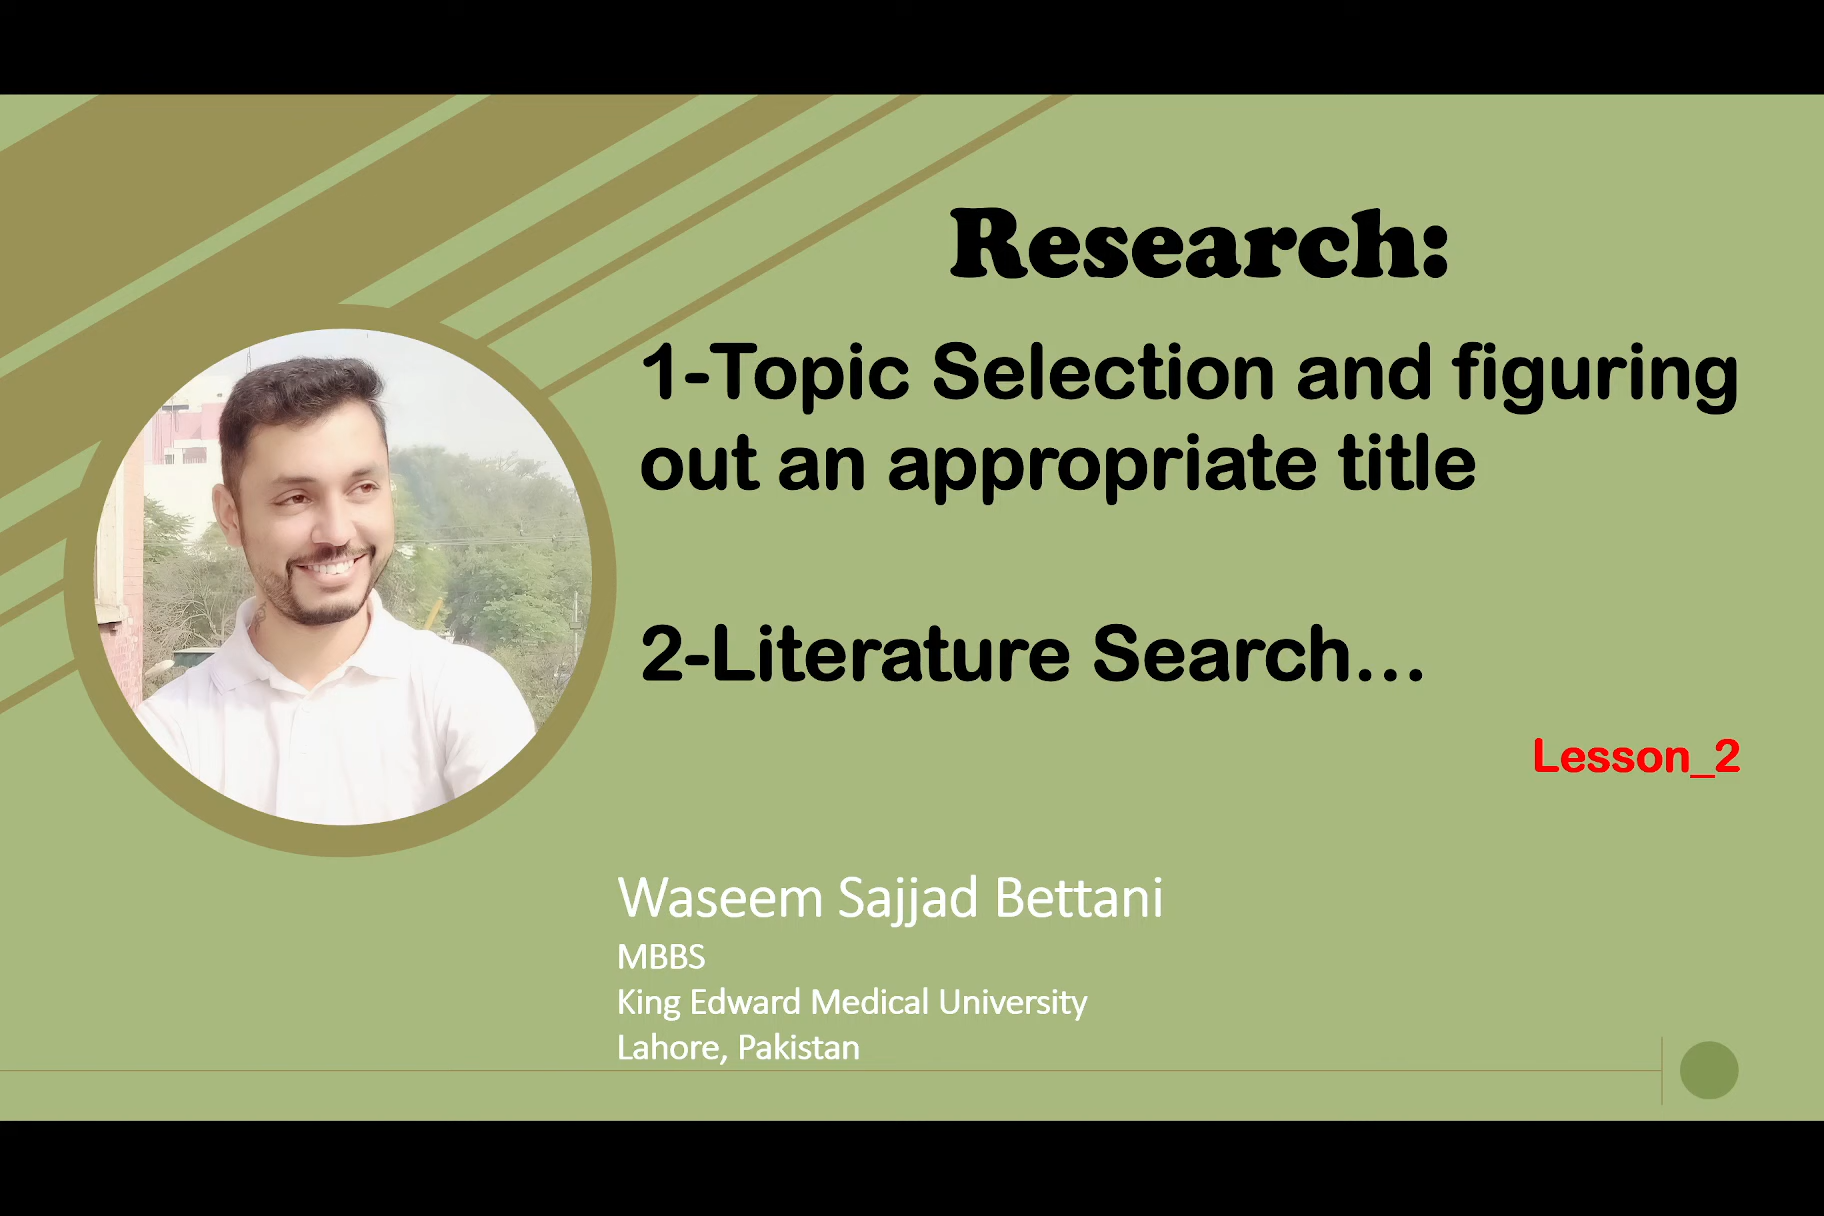 Research:
1-Topic Selection and figuring
out an appropriate title
2-Literature Search...
Lesson_2
Waseem Sajjad Bettani
MBBS
King Edward Medical University
Lahore, Pakistan